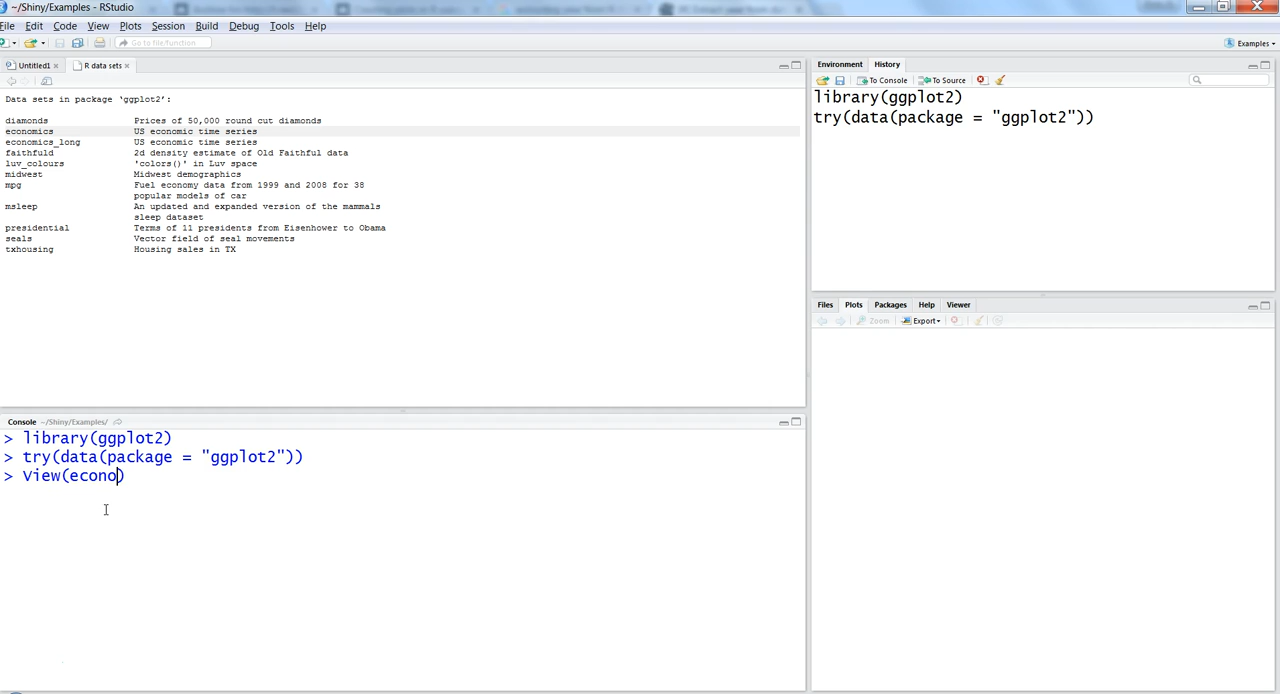 ~/Shiny/Examples - RStudio
File Edit Code View Plots Session Build Debug Tools Help
Go to file/function
Examples
Untitled1
R data sets
Data sets in package ‘ggplot2’:
diamonds Prices of 50,000 round cut diamonds
economics US economic time series
economics_long US economic time series
faithfuld 2d density estimate of Old Faithful data
luv_colours 'colors()' in Luv space
midwest Midwest demographics
mpg Fuel economy data from 1999 and 2008 for 38
popular models of car
msleep An updated and expanded version of the mammals
sleep dataset
presidential Terms of 11 presidents from Eisenhower to Obama
seals Vector field of seal movements
txhousing Housing sales in TX
Console ~/Shiny/Examples/
> library(ggplot2)
> try(data(package = "ggplot2"))
> View(econo)
Environment History
To Console To Source
library(ggplot2)
try(data(package = "ggplot2"))
Files Plots Packages Help Viewer
Zoom Export